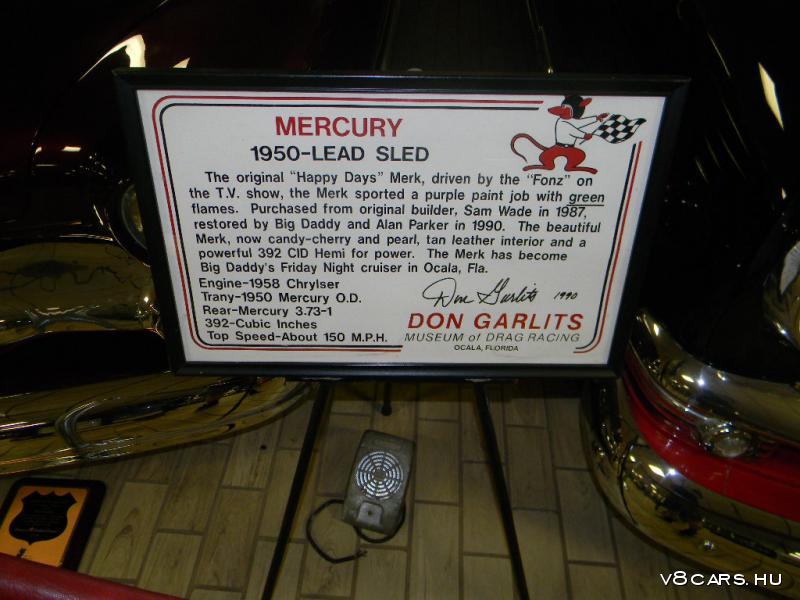 MERCURY
1950-LEAD SLED
The original "Happy Days" Merk, driven by the "Fonz" on
the T.V. show, the Merk sported a purple paint job with green
flames. Purchased from original builder, Sam Wade in 1987,
restored by Big Daddy and Alan Parker in 1990. The beautiful
Merk, now candy-cherry and pearl, tan leather interior and a
powerful 392 CID Hemi for power. The Merk has become
Big Daddy's Friday Night cruiser in Ocala, Fla.
Engine-1958 Chrylser
Trany-1950 Mercury O.D.
Rear-Mercury 3.73-1
392-Cubic Inches
Top Speed-About 150 M.P.H.
Don Garlits 1990
DON GARLITS
MUSEUM of DRAG RACING
OCALA, FLORIDA
V8CARS.HU